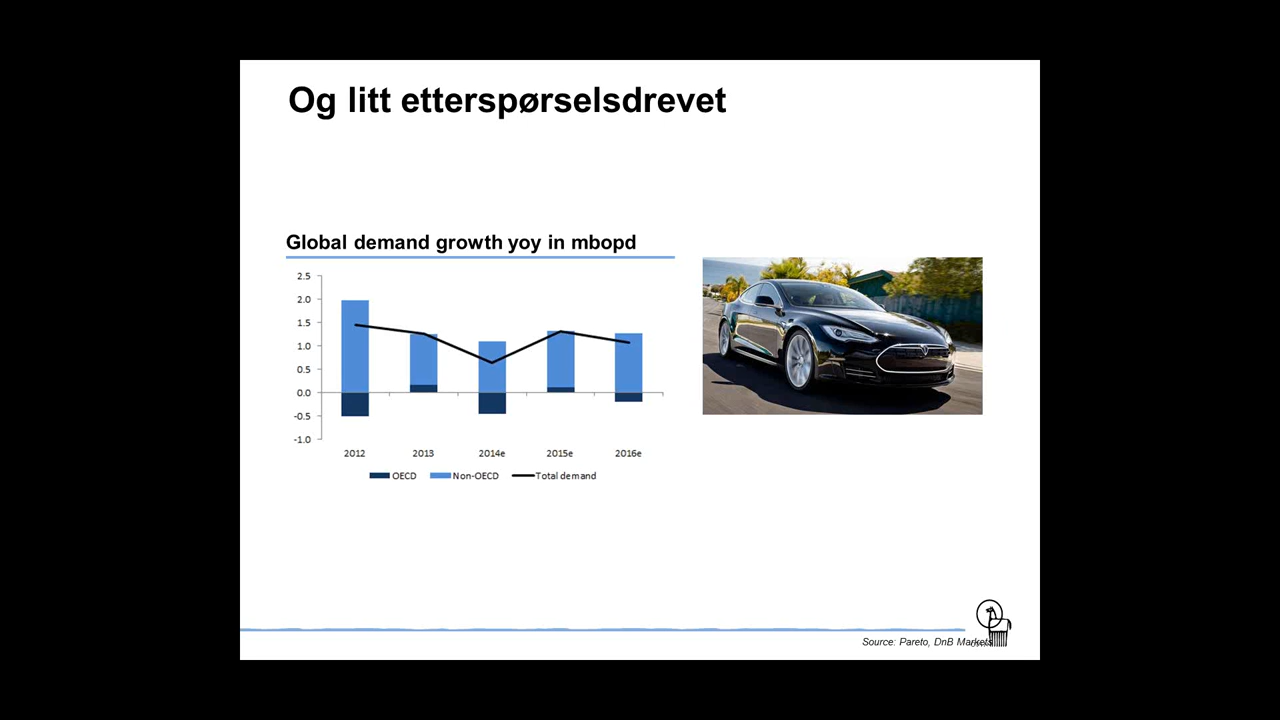 Og litt etterspørselsdrevet
Global demand growth yoy in mbopd
2.5
2.0
1.5
1.0
0.5
0.0
-0.5
-1.0
2012 2013 2014e 2015e 2016e
OECD Non-OECD Total demand
Source: Pareto, DnB Markets